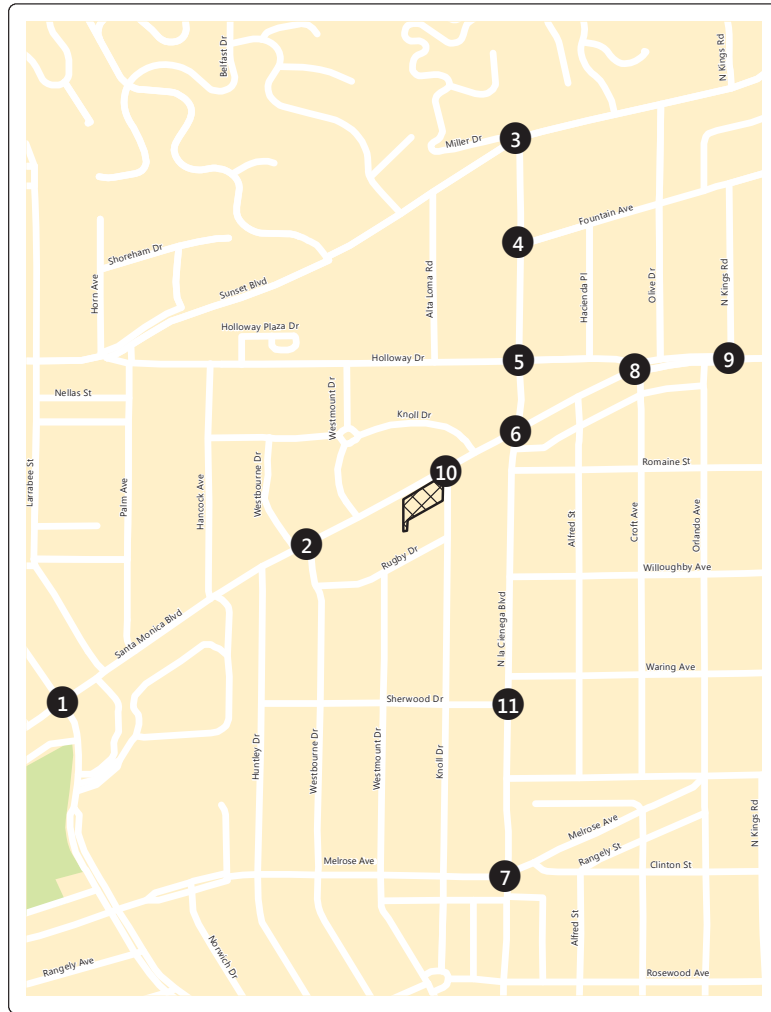 Belfast Dr
N Kings Rd
3
Miller Dr
Fountain Ave
4
Shoreham Dr
Horn Ave
Sunset Blvd
Alta Loma Rd
Hacienda Pl
Olive Dr
N Kings Rd
Holloway Plaza Dr
Holloway Dr
5
8
9
Nellas St
Westmount Dr
Knoll Dr
6
Larrabee St
Palm Ave
Hancock Ave
Westbourne Dr
10
Romaine St
Alfred St
Croft Ave
Orlando Ave
2
Rugby Dr
Willoughby Ave
Santa Monica Blvd
N la Cienega Blvd
Waring Ave
1
Sherwood Dr
11
Huntley Dr
Westbourne Dr
Westmount Dr
Knoll Dr
Melrose Ave
N Kings Rd
Rangely St
Melrose Ave
7
Clinton St
Alfred St
Norwich Dr
Rangely Ave
Rosewood Ave